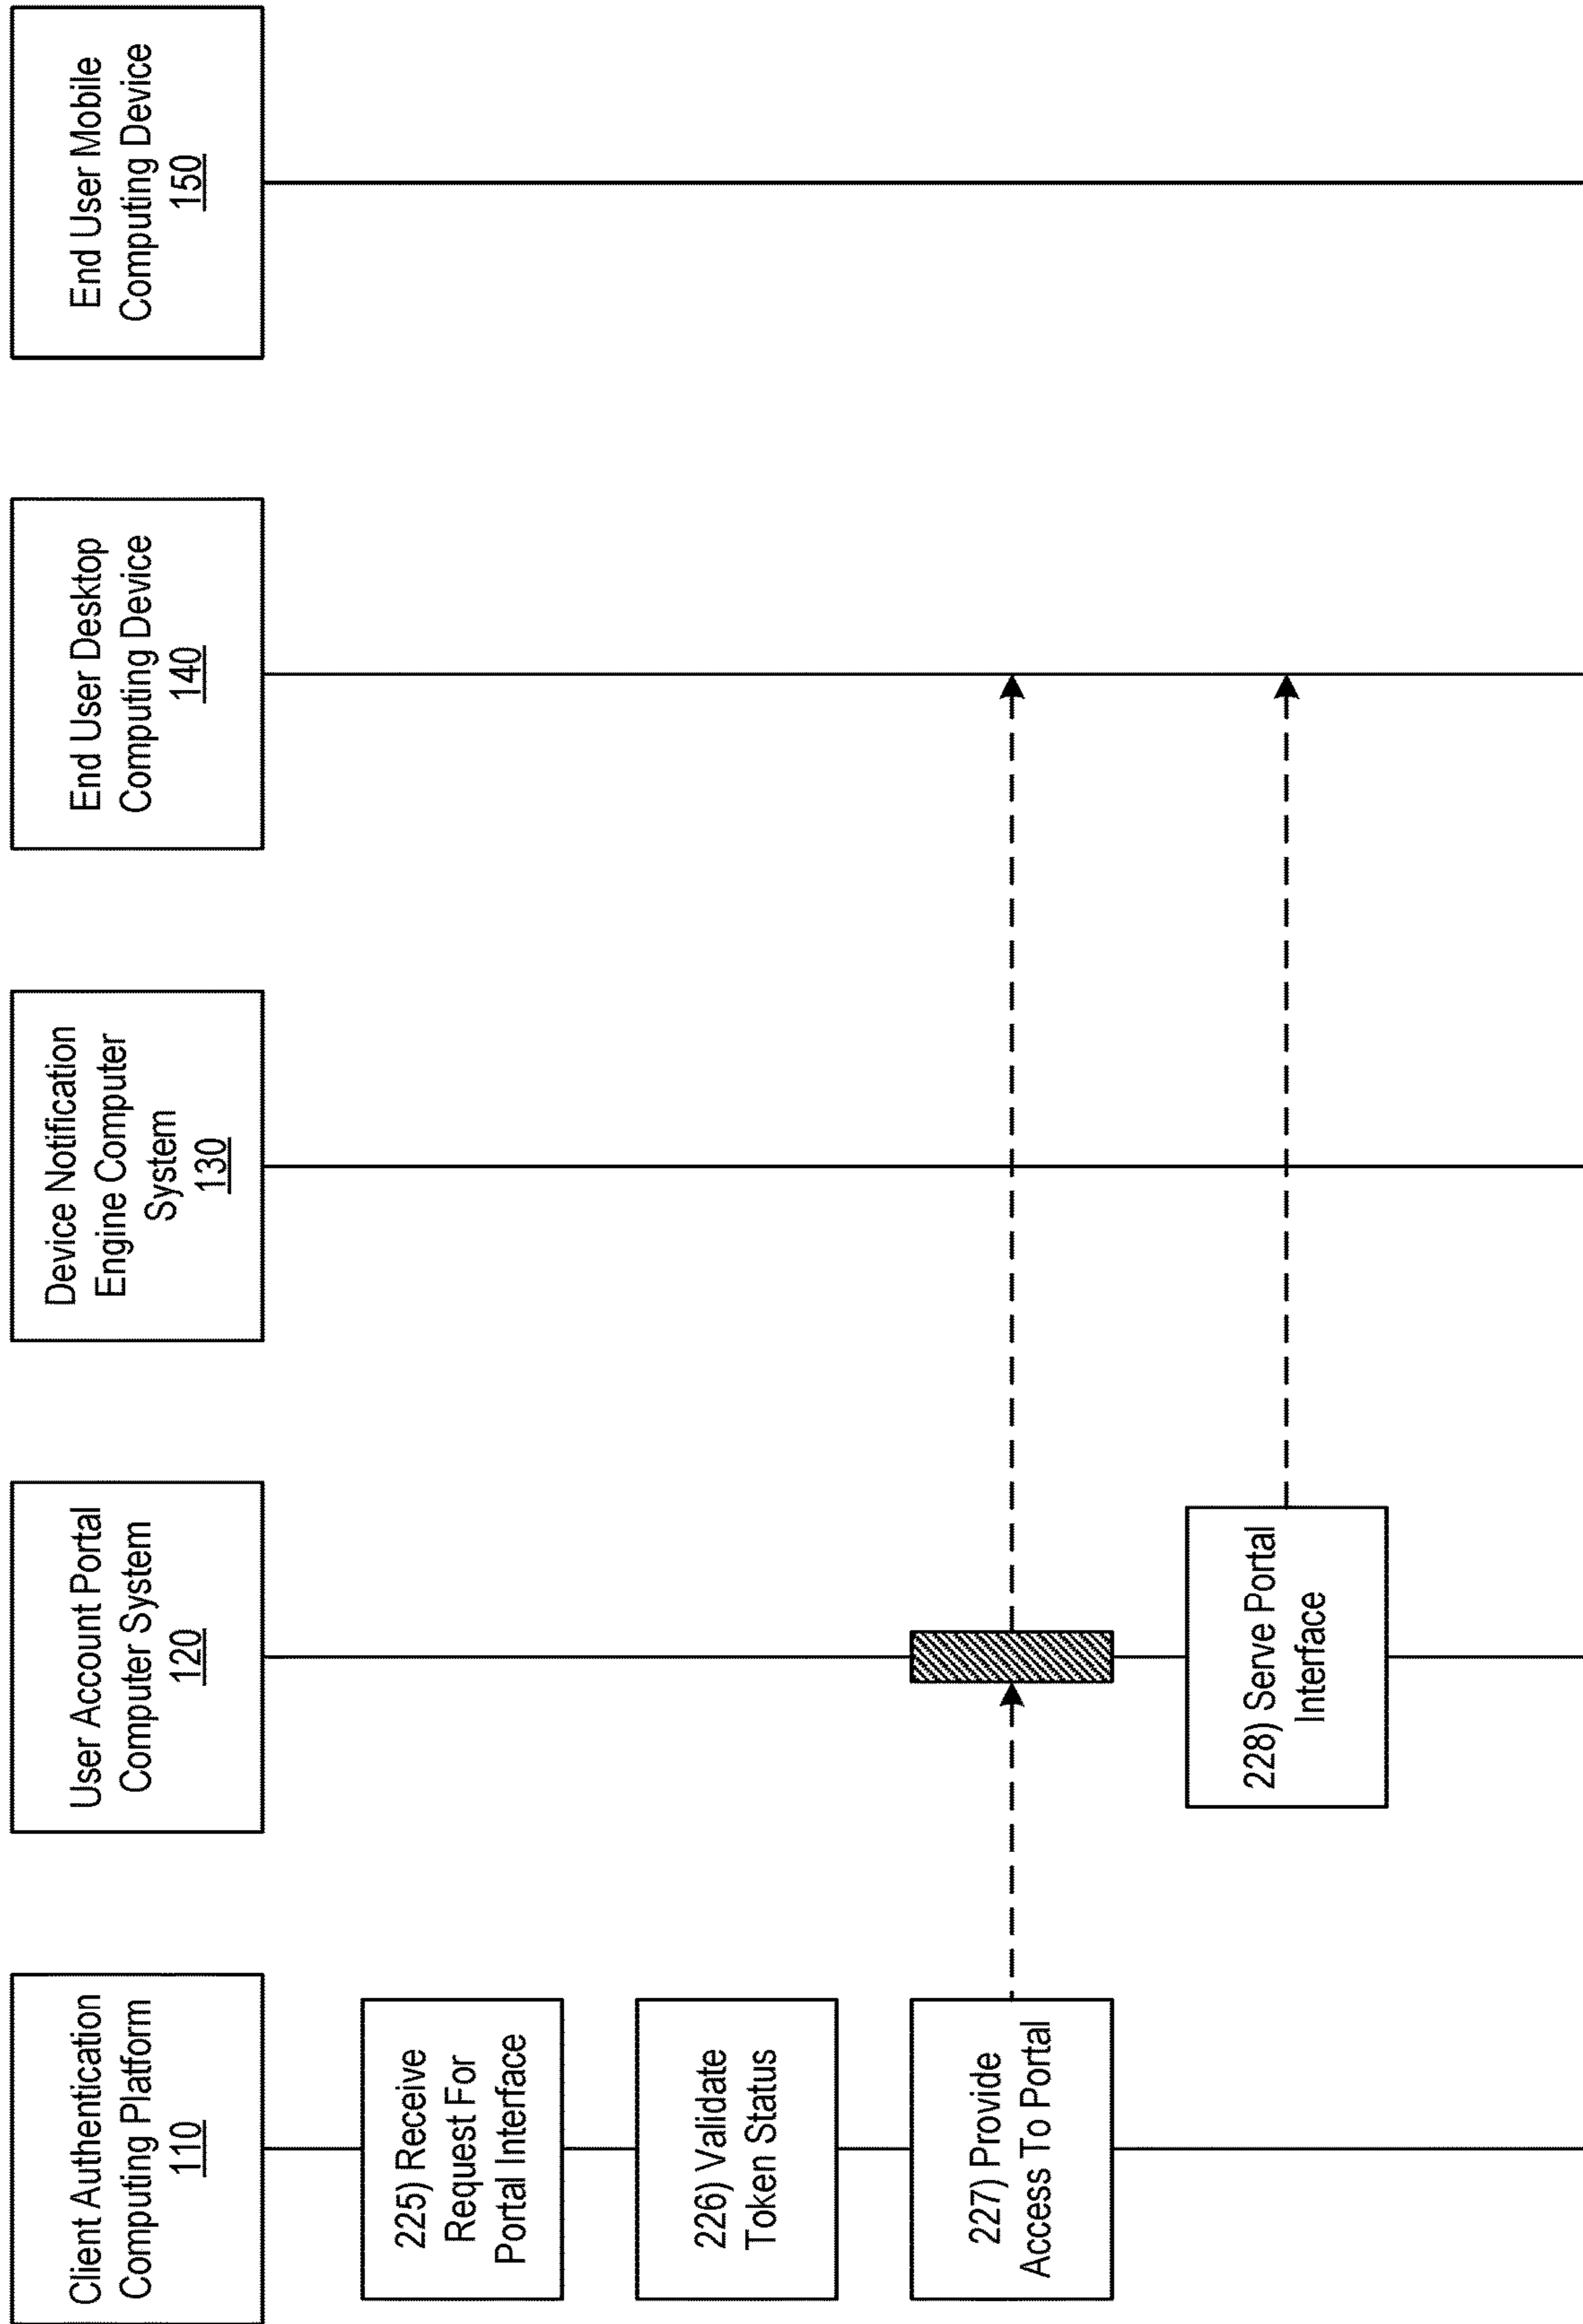 Client Authentication
Computing Platform
110
User Account Portal
Computer System
120
Device Notification
Engine Computer
System
130
End User Desktop
Computing Device
140
End User Mobile
Computing Device
150
225) Receive
Request For
Portal Interface
226) Validate
Token Status
227) Provide
Access To Portal
228) Serve Portal
Interface